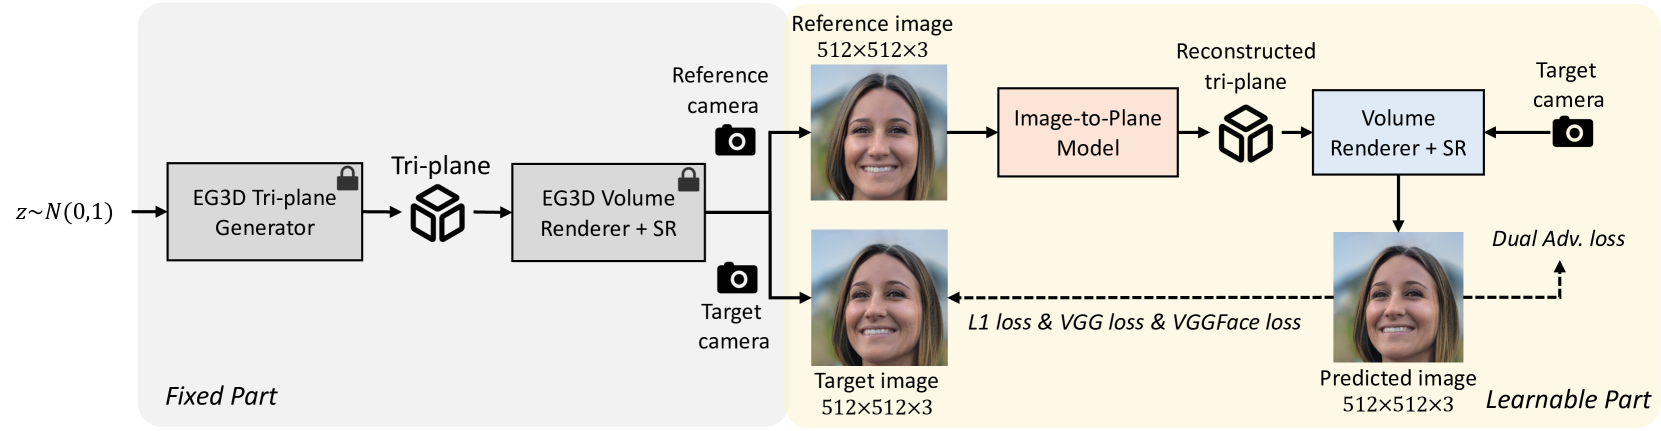 z~N(0,1)
EG3D Tri-plane
Generator
Tri-plane
EG3D Volume
Renderer + SR
Reference
camera
Target
camera
Fixed Part
Reference image
512×512×3
Target image
512×512×3
Image-to-Plane
Model
Reconstructed
tri-plane
Volume
Renderer + SR
Target
camera
Dual Adv. loss
L1 loss & VGG loss & VGGFace loss
Predicted image
512×512×3
Learnable Part